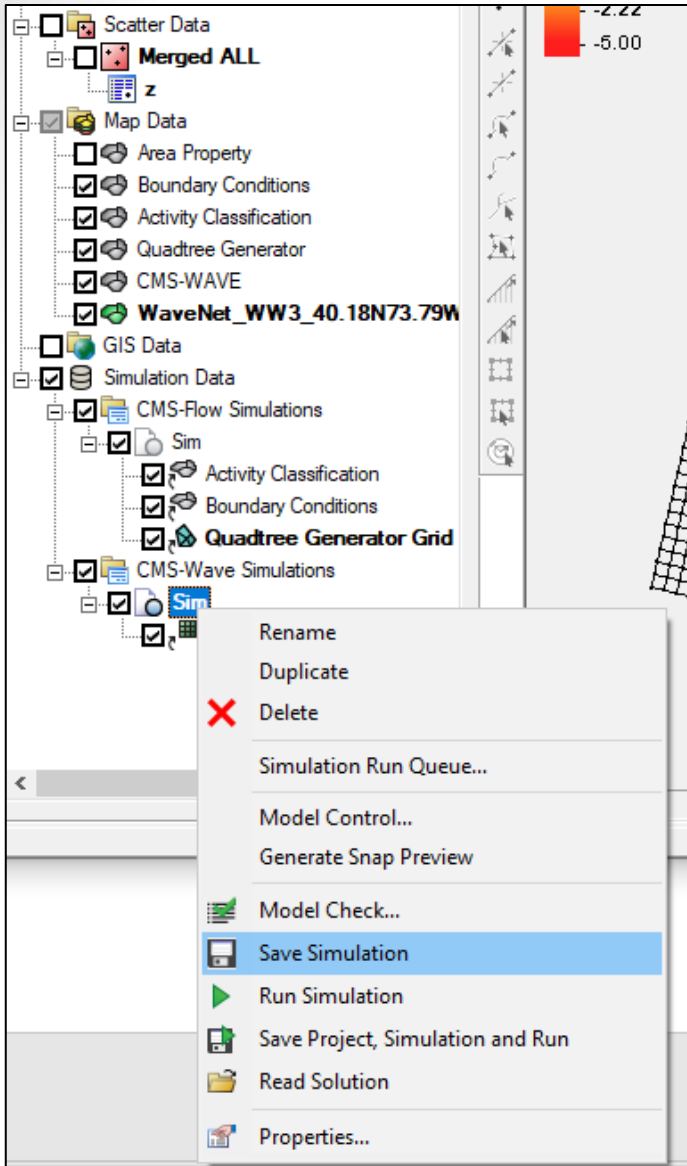 -2.22
Scatter Data
-5.00
Merged ALL
z
Map Data
Area Property
Boundary Conditions
Activity Classification
Quadtree Generator
CMS-WAVE
WaveNet_WW3_40.18N73.79W
GIS Data
Simulation Data
CMS-Flow Simulations
Sim
Activity Classification
Boundary Conditions
Quadtree Generator Grid
CMS-Wave Simulations
Sim
Rename
Duplicate
Delete
Simulation Run Queue...
Model Control...
Generate Snap Preview
Model Check...
Save Simulation
Run Simulation
Save Project, Simulation and Run
Read Solution
Properties...